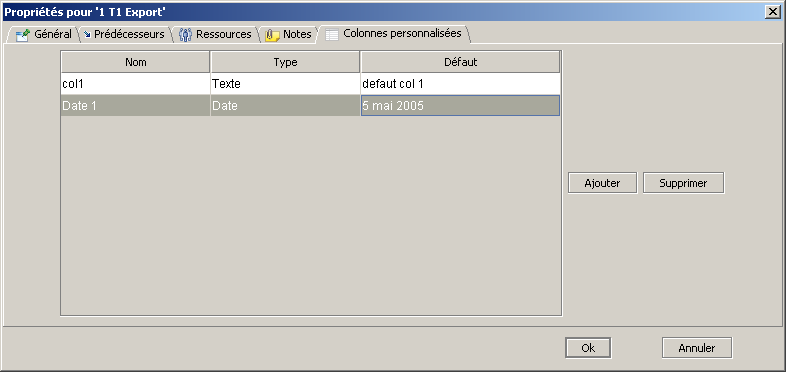 Propriétés pour '1 T1 Export'
Général Prédécesseurs Ressources Notes Colonnes personnalisées
Nom Type Défaut
col1 Texte defaut col 1
Date 1 Date 5 mai 2005
Ajouter Supprimer
Ok Annuler